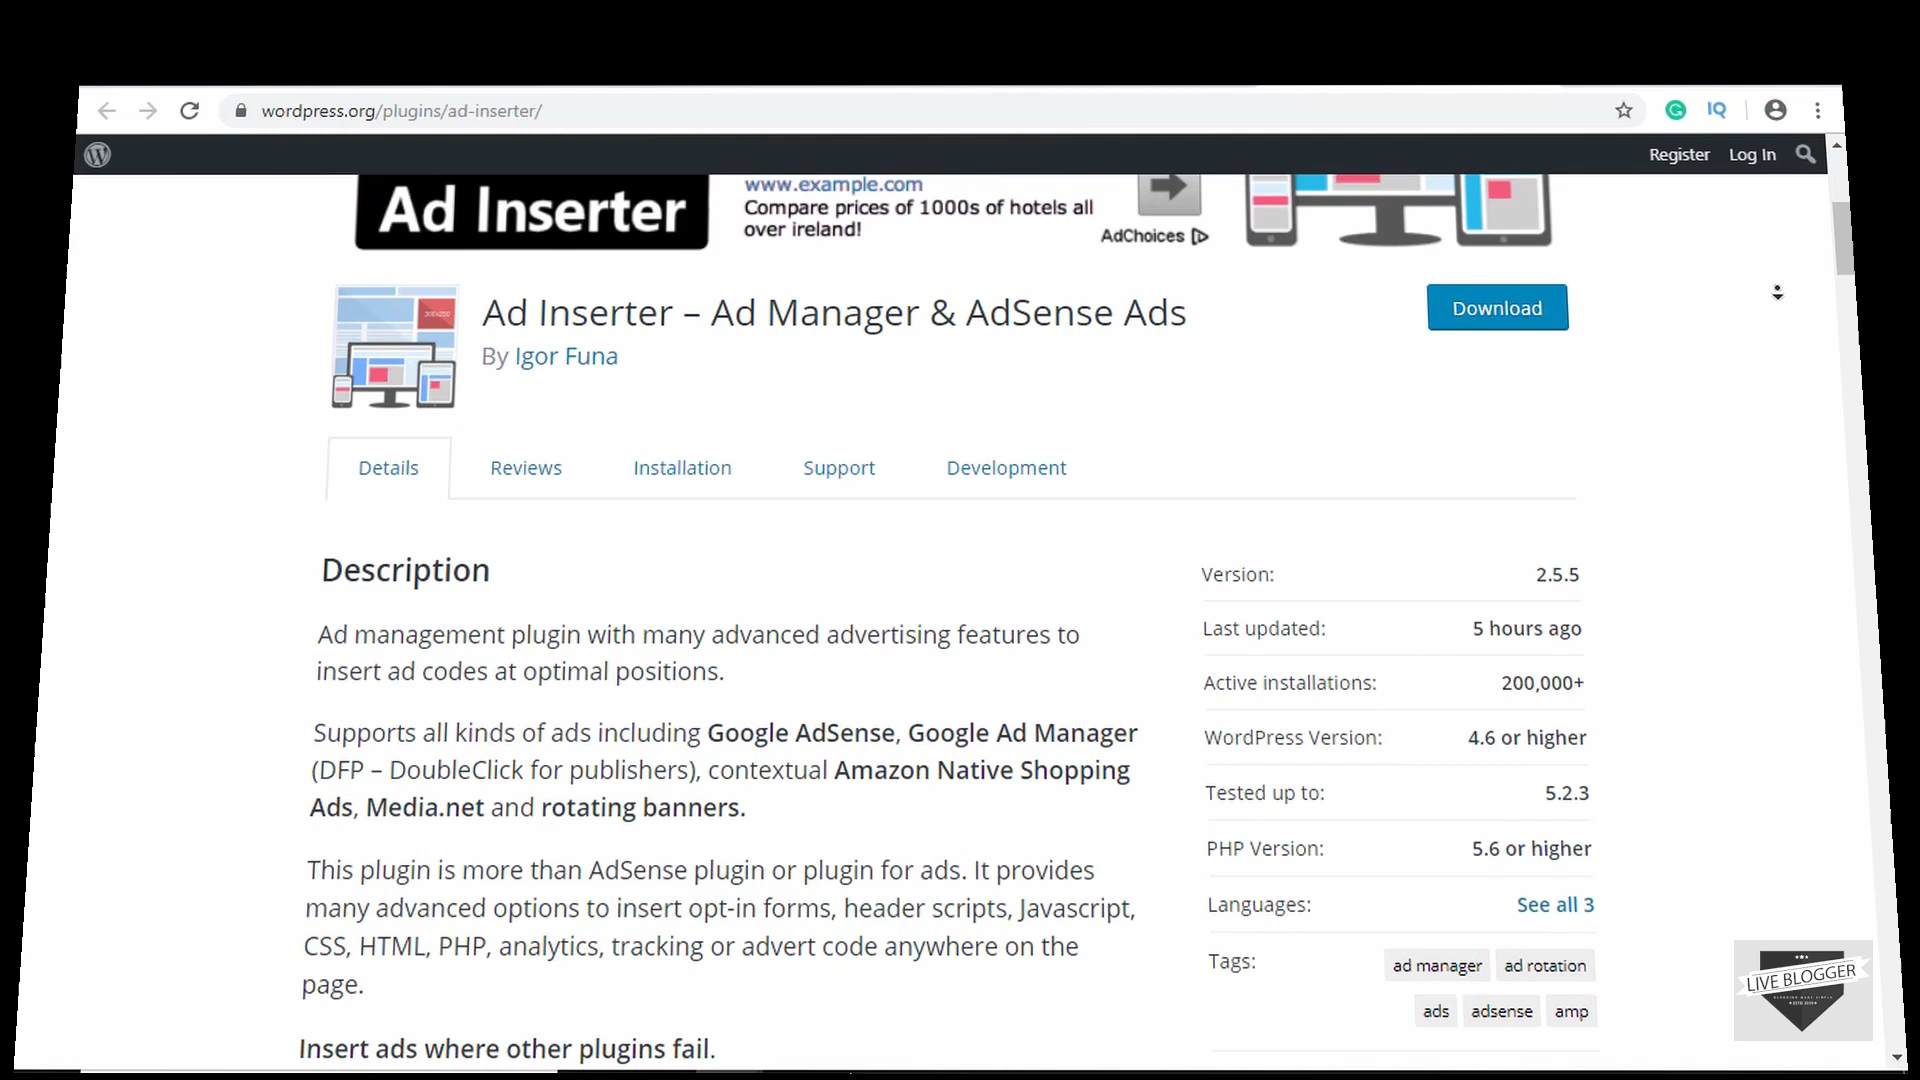 wordpress.org/plugins/ad-inserter/
IQ
Register Log In
Ad Inserter
www.example.com
Compare prices of 1000s of hotels all
over ireland!
AdChoices
Ad Inserter – Ad Manager & AdSense Ads
By Igor Funa
Download
Details Reviews Installation Support Development
Description
Ad management plugin with many advanced advertising features to
insert ad codes at optimal positions.
Supports all kinds of ads including Google AdSense, Google Ad Manager
(DFP – DoubleClick for publishers), contextual Amazon Native Shopping
Ads, Media.net and rotating banners.
This plugin is more than AdSense plugin or plugin for ads. It provides
many advanced options to insert opt-in forms, header scripts, Javascript,
CSS, HTML, PHP, analytics, tracking or advert code anywhere on the
page.
Insert ads where other plugins fail.
Version: 2.5.5
Last updated: 5 hours ago
Active installations: 200,000+
WordPress Version: 4.6 or higher
Tested up to: 5.2.3
PHP Version: 5.6 or higher
Languages: See all 3
Tags: ad manager ad rotation
ads adsense amp
LIVE BLOGGER